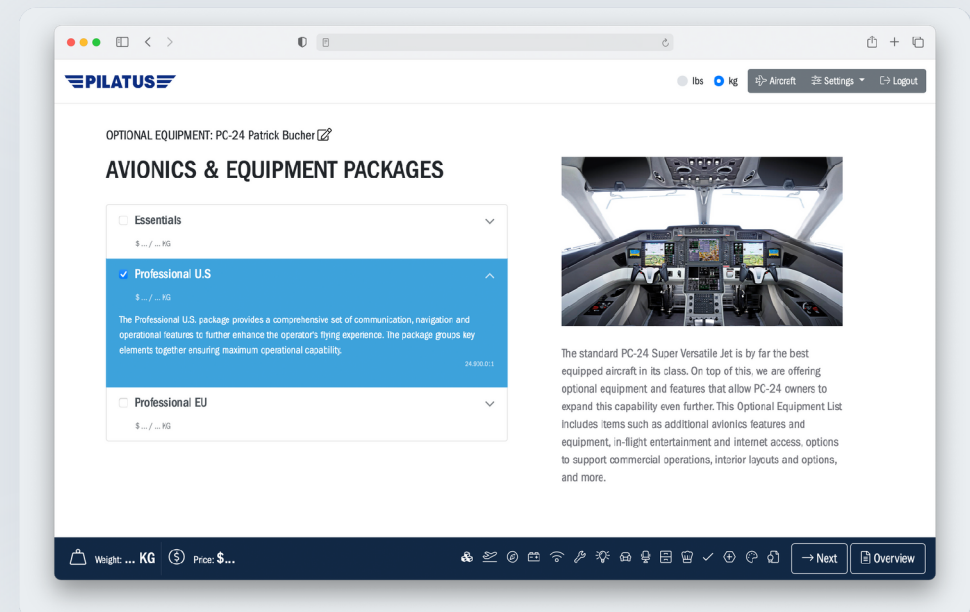 PILATUS
lbs kg Aircraft Settings Logout
OPTIONAL EQUIPMENT: PC-24 Patrick Bucher
AVIONICS & EQUIPMENT PACKAGES
Essentials
$ ... / ... KG
Professional U.S
$ ... / ... KG
The Professional U.S. package provides a comprehensive set of communication, navigation and
operational features to further enhance the operator's flying experience. The package groups key
elements together ensuring maximum operational capability.
Professional EU
$ ... / ... KG
The standard PC-24 Super Versatile Jet is by far the best
equipped aircraft in its class. On top of this, we are offering
optional equipment and features that allow PC-24 owners to
expand this capability even further. This Optional Equipment List
includes items such as additional avionics features and
equipment, in-flight entertainment and internet access, options
to support commercial operations, interior layouts and options,
and more.
Weight: ... KG Price: $... Next Overview